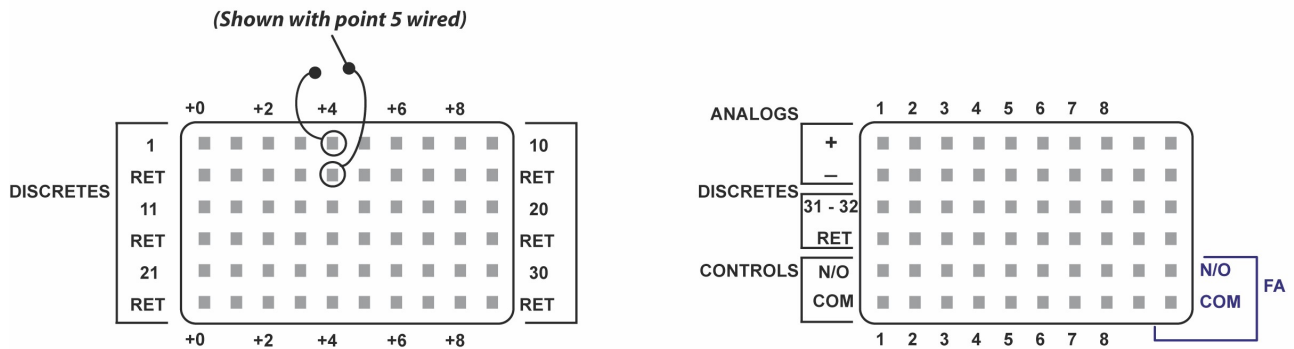 (Shown with point 5 wired)
+0 +2 +4 +6 +8
DISCRETES
1
RET
11
RET
21
RET
10
RET
20
RET
30
RET
+0 +2 +4 +6 +8
ANALOGS
1 2 3 4 5 6 7 8
+
–
DISCRETES
31 - 32
RET
CONTROLS
N/O
COM
N/O
COM
FA
1 2 3 4 5 6 7 8